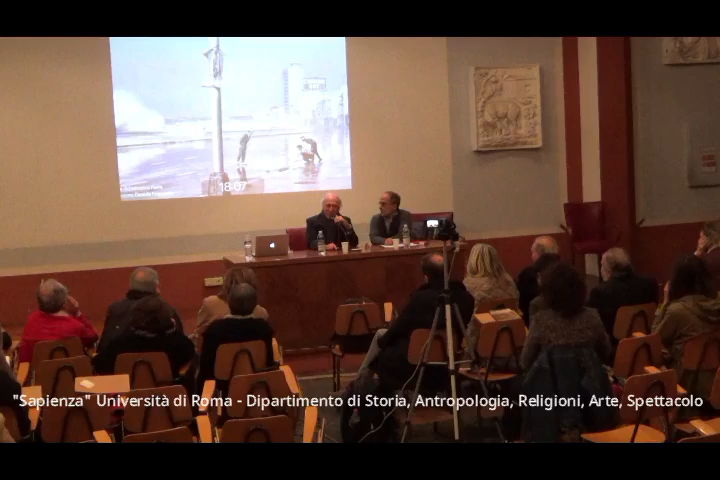 18:07
"Sapienza" Università di Roma - Dipartimento di Storia, Antropologia, Religioni, Arte, Spettacolo